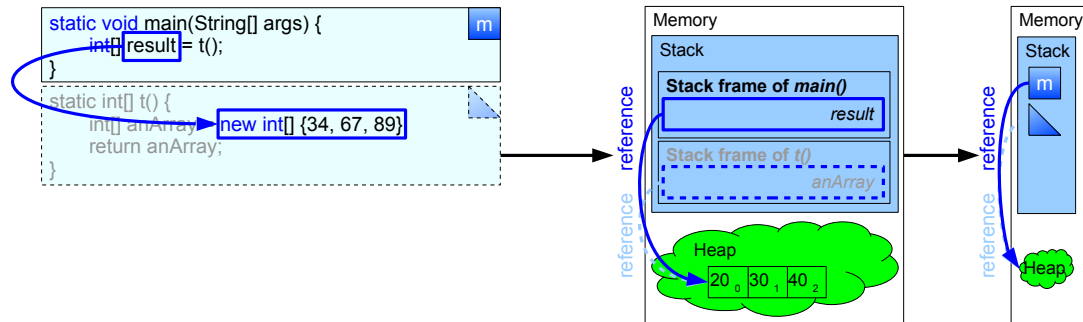 static void main(String[] args) {
int[] result = t();
}
m
static int[] t() {
int[] anArray new int[] {34, 67, 89}
return anArray;
}
Memory
Stack
Stack frame of main()
result
Stack frame of t()
anArray
reference
reference
Heap
20 0 30 1 40 2
Memory
Stack
m
reference
reference
Heap